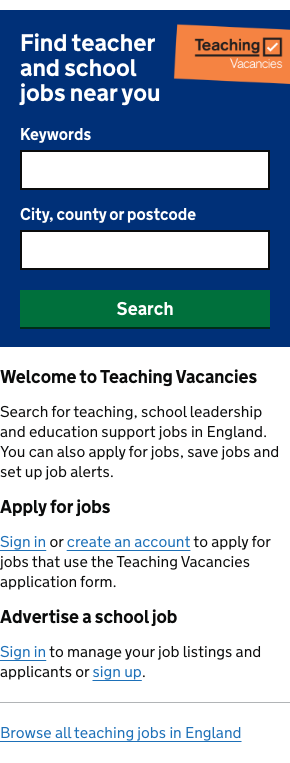 Find teacher
and school
jobs near you
Teaching
Vacancies
Keywords
City, county or postcode
Search
Welcome to Teaching Vacancies
Search for teaching, school leadership
and education support jobs in England.
You can also apply for jobs, save jobs and
set up job alerts.
Apply for jobs
Sign in or create an account to apply for
jobs that use the Teaching Vacancies
application form.
Advertise a school job
Sign in to manage your job listings and
applicants or sign up.
Browse all teaching jobs in England